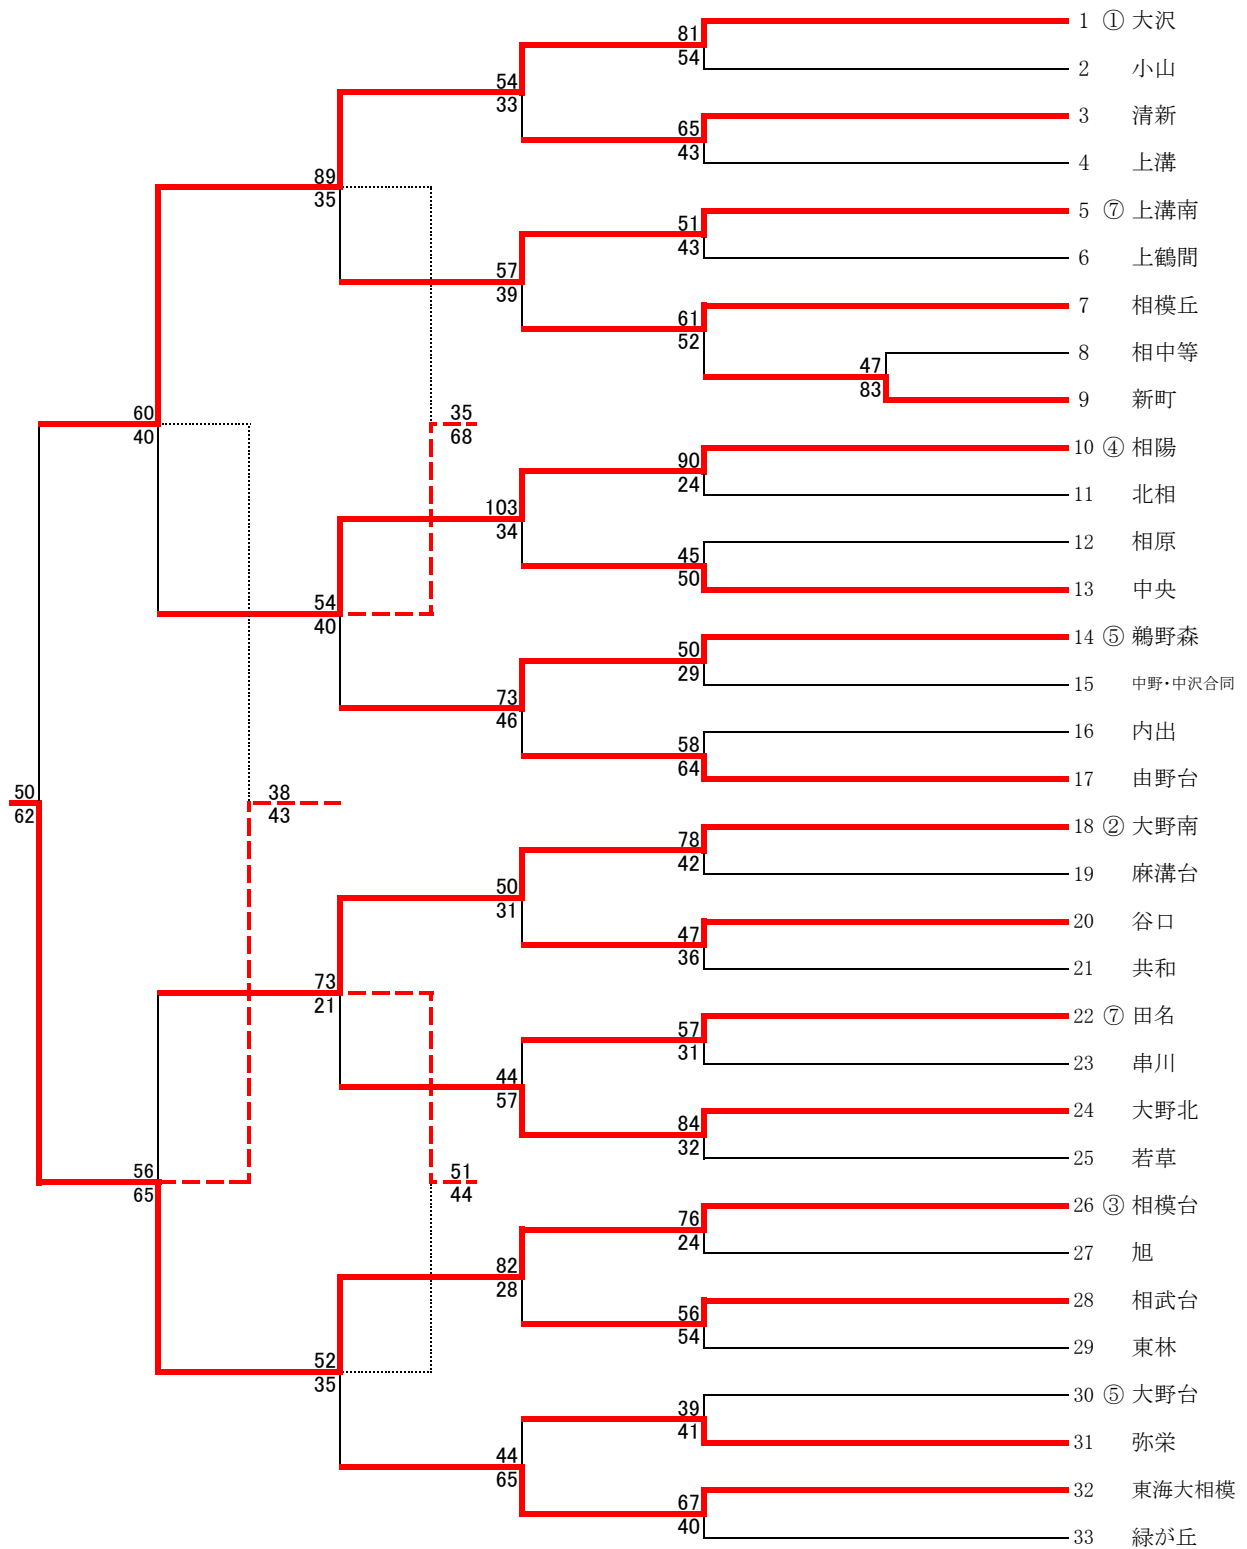 1 ① 大沢
81
54
2 小山
54
33
3 清新
65
43
4 上溝
89
35
5 ⑦ 上溝南
51
43
6 上鶴間
57
39
7 相模丘
61
52
8 相中等
47
83
9 新町
60
40
35
68
10 ④ 相陽
90
24
11 北相
103
34
12 相原
45
50
13 中央
54
40
14 ⑤ 鵜野森
50
29
15 中野・中沢合同
73
46
16 内出
58
64
17 由野台
50
62
38
43
18 ② 大野南
78
42
19 麻溝台
50
31
20 谷口
47
36
21 共和
73
21
22 ⑦ 田名
57
31
23 串川
44
57
24 大野北
84
32
25 若草
56
65
51
44
26 ③ 相模台
76
24
27 旭
82
28
28 相武台
56
54
29 東林
52
35
30 ⑤ 大野台
39
41
31 弥栄
44
65
32 東海大相模
67
40
33 緑が丘